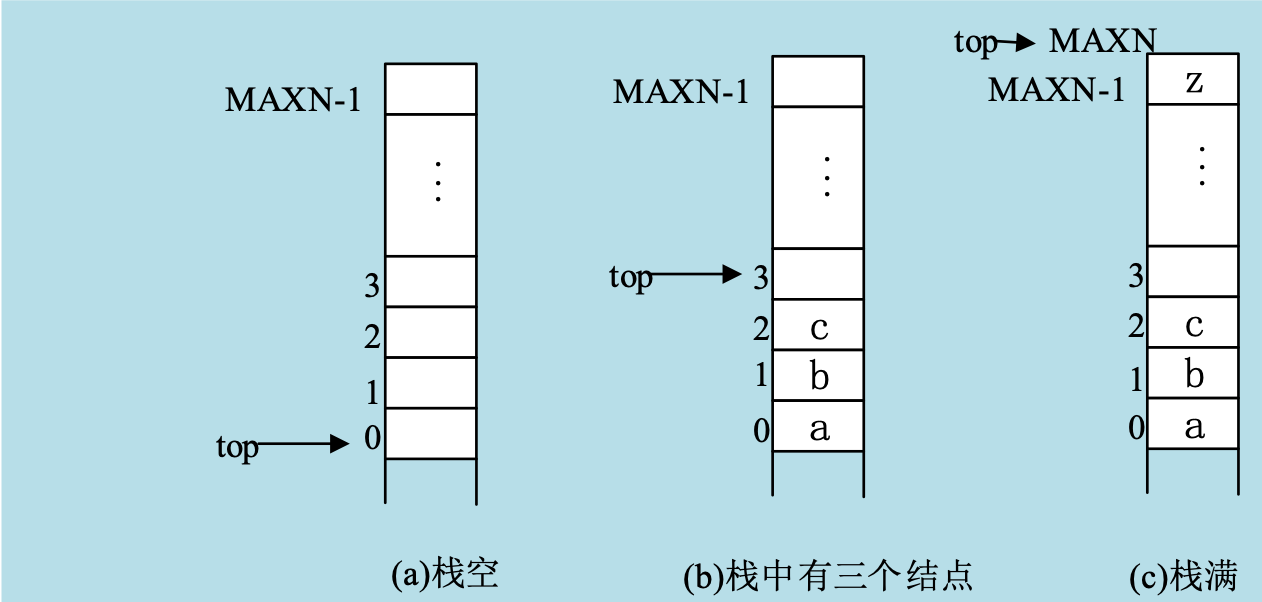 MAXN-1
⋮
3
2
1
top 0
(a)栈空
MAXN-1
⋮
top 3
2 c
1 b
0 a
(b)栈中有三个结点
top MAXN
MAXN-1 z
⋮
3
2 c
1 b
0 a
(c)栈满